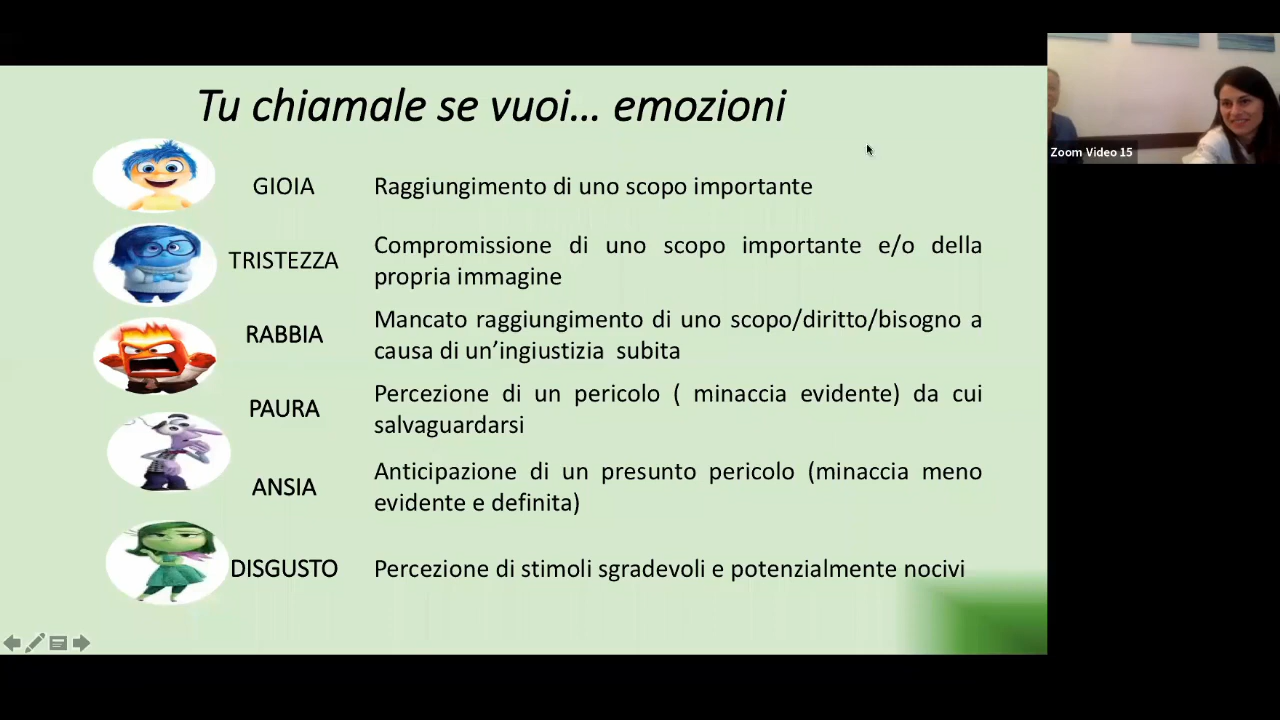 Tu chiamale se vuoi... emozioni
GIOIA
Raggiungimento di uno scopo importante
TRISTEZZA
Compromissione di uno scopo importante e/o della
propria immagine
RABBIA
Mancato raggiungimento di uno scopo/diritto/bisogno a
causa di un'ingiustizia subita
PAURA
Percezione di un pericolo ( minaccia evidente) da cui
salvaguardarsi
ANSIA
Anticipazione di un presunto pericolo (minaccia meno
evidente e definita)
DISGUSTO
Percezione di stimoli sgradevoli e potenzialmente nocivi
Zoom Video 15